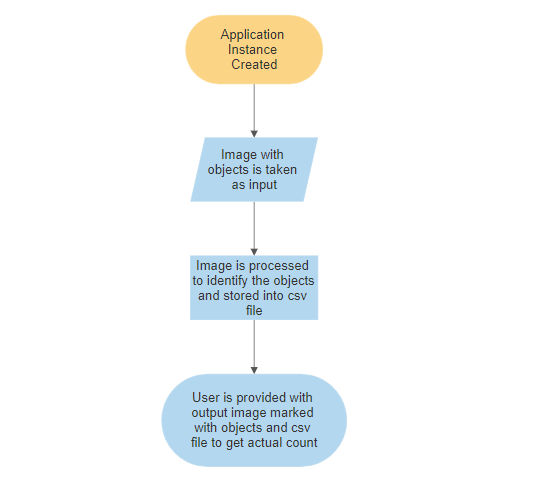 Application
Instance
Created
Image with
objects is taken
as input
Image is processed
to identify the objects
and stored into csv
file
User is provided with
output image marked
with objects and csv
file to get actual count